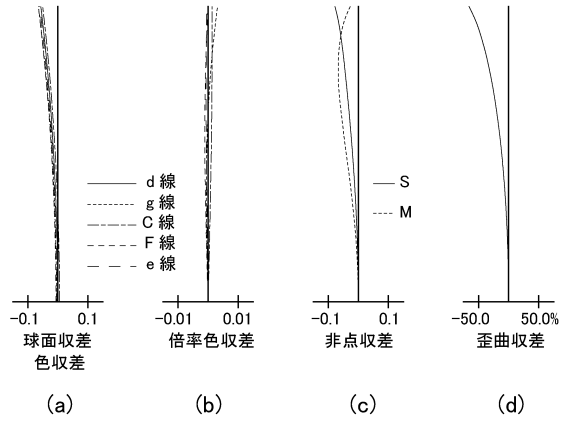 d 線
g 線
C 線
F 線
e 線
S
M
-0.1 0.1
-0.01 0.01
-0.1 0.1
-50.0 50.0%
球面収差
色収差
倍率色収差
非点収差
歪曲収差
(a) (b) (c) (d)